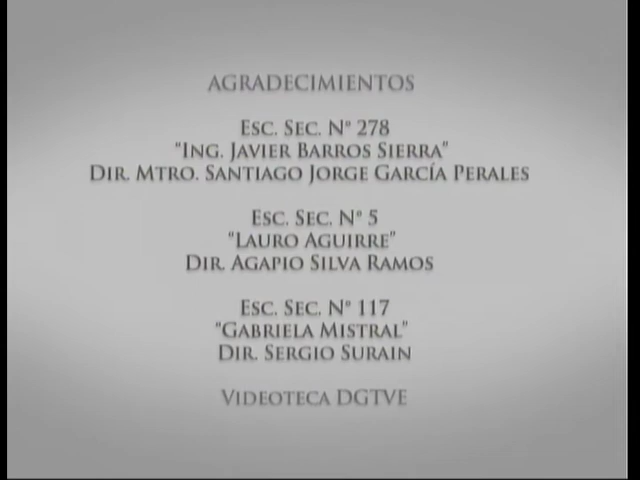 AGRADECIMIENTOS
ESC. SEC. Nº 278
"ING. JAVIER BARROS SIERRA"
DIR. MTRO. SANTIAGO JORGE GARCÍA PERALES
ESC. SEC. Nº 5
"LAURO AGUIRRE"
DIR. AGAPIO SILVA RAMOS
ESC. SEC. Nº 117
"GABRIELA MISTRAL"
DIR. SERGIO SURAIN
VIDEOTECA DGTVE